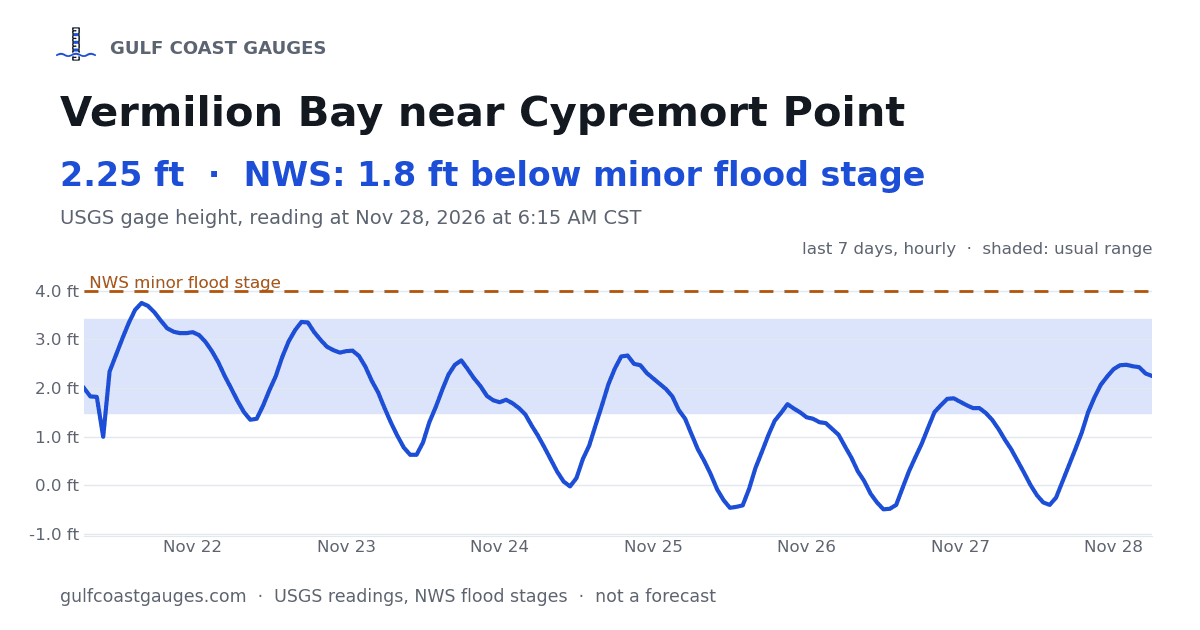 GULF COAST GAUGES
Vermilion Bay near Cypremort Point
2.25 ft · NWS: 1.8 ft below minor flood stage
USGS gage height, reading at Nov 28, 2026 at 6:15 AM CST
last 7 days, hourly · shaded: usual range
NWS minor flood stage
4.0 ft
3.0 ft
2.0 ft
1.0 ft
0.0 ft
-1.0 ft
Nov 22 Nov 23 Nov 24 Nov 25 Nov 26 Nov 27 Nov 28
gulfcoastgauges.com · USGS readings, NWS flood stages · not a forecast